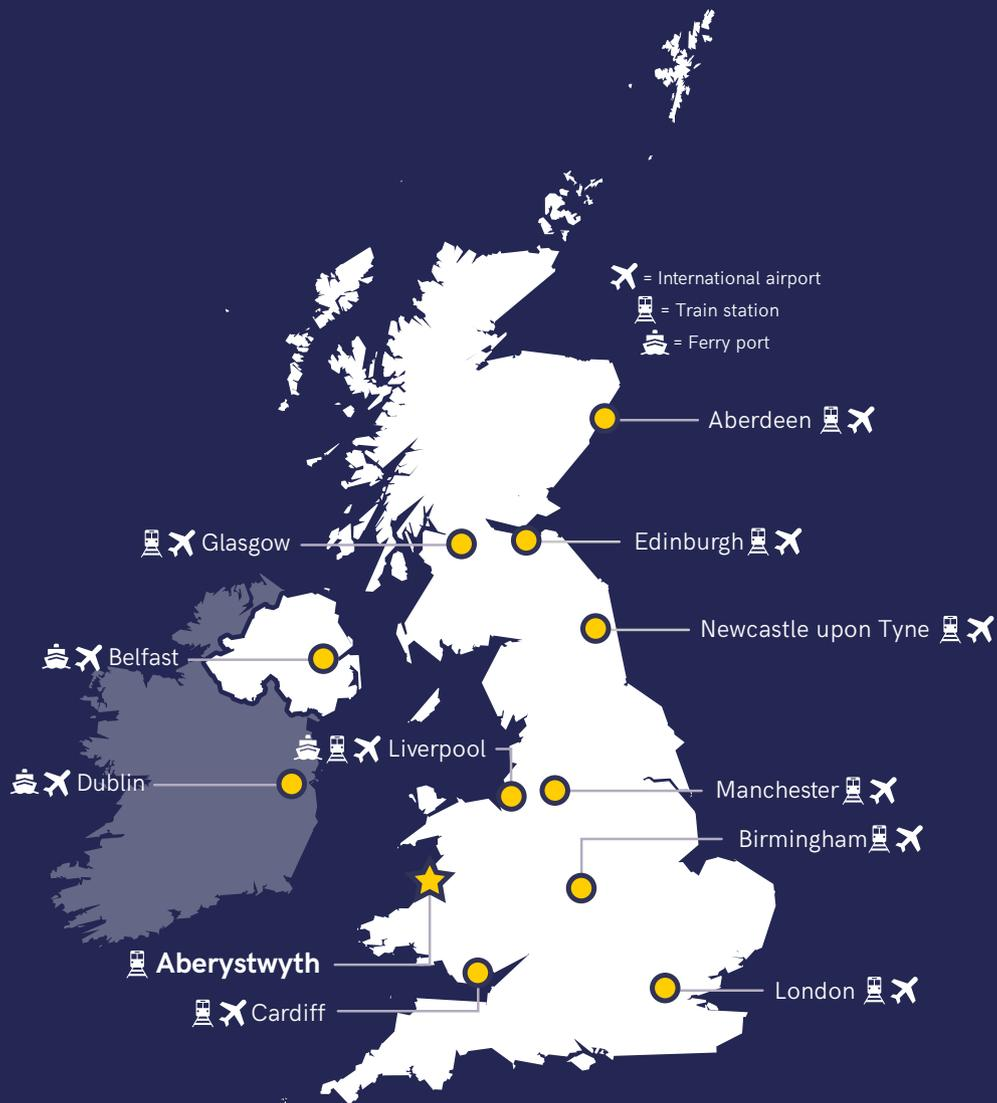 = International airport
= Train station
= Ferry port
Aberdeen
Glasgow
Edinburgh
Newcastle upon Tyne
Belfast
Liverpool
Dublin
Manchester
Birmingham
Aberystwyth
London
Cardiff